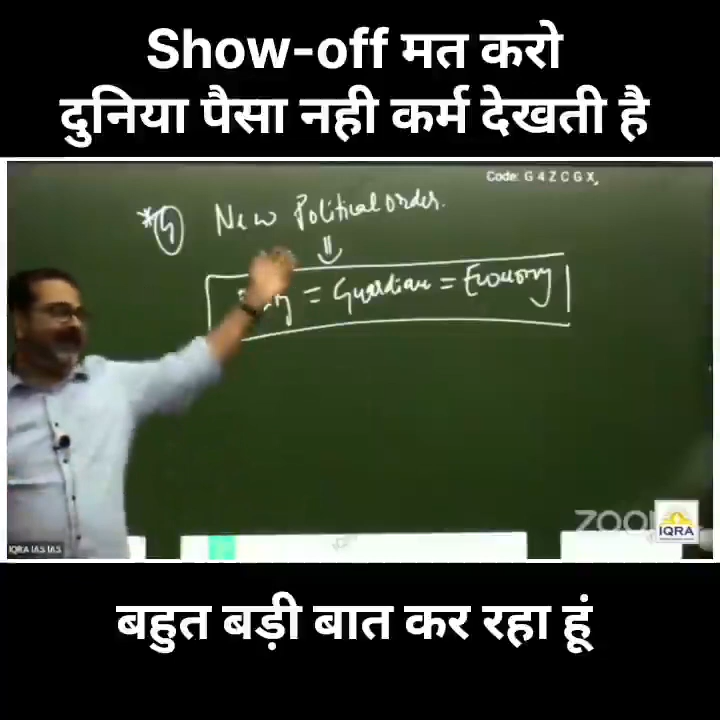 Show-off मत करो
दुनिया पैसा नही कर्म देखती है
Code: G 4 Z C G X
New Political order.
= Guardian = Economy
zoom
IQRA
IQRA IAS IAS
बहुत बड़ी बात कर रहा हूं